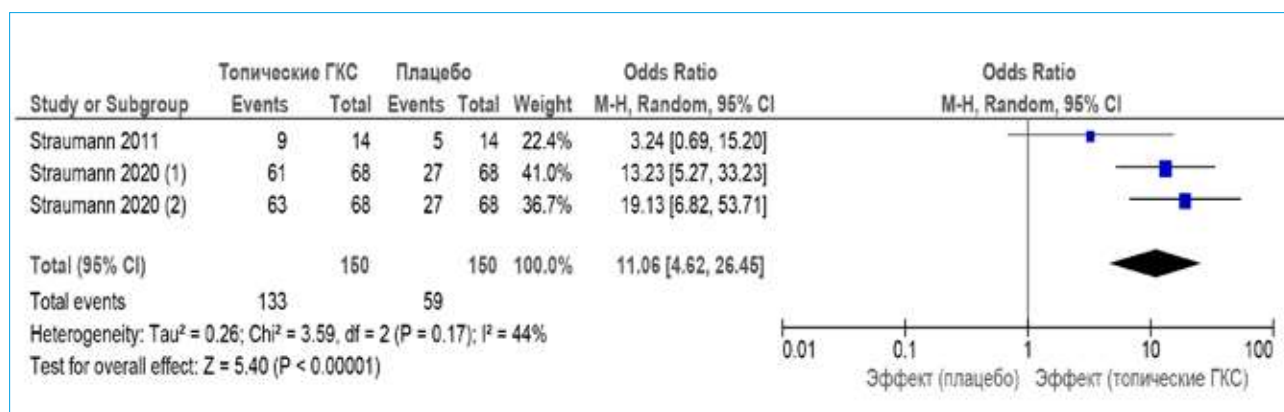 Топические ГКС Плацебо Odds Ratio Odds Ratio
Study or Subgroup Events Total Events Total Weight M-H, Random, 95% CI M-H, Random, 95% CI
Straumann 2011 9 14 5 14 22.4% 3.24 [0.69, 15.20]
Straumann 2020 (1) 61 68 27 68 41.0% 13.23 [5.27, 33.23]
Straumann 2020 (2) 63 68 27 68 36.7% 19.13 [6.82, 53.71]
Total (95% CI) 150 150 100.0% 11.06 [4.62, 26.45]
Total events 133 59
Heterogeneity: Tau² = 0.26; Chi² = 3.59, df = 2 (P = 0.17); I² = 44%
Test for overall effect: Z = 5.40 (P < 0.00001)
0.01 0.1 1 10 100
Эффект (плацебо) Эффект (топические ГКС)